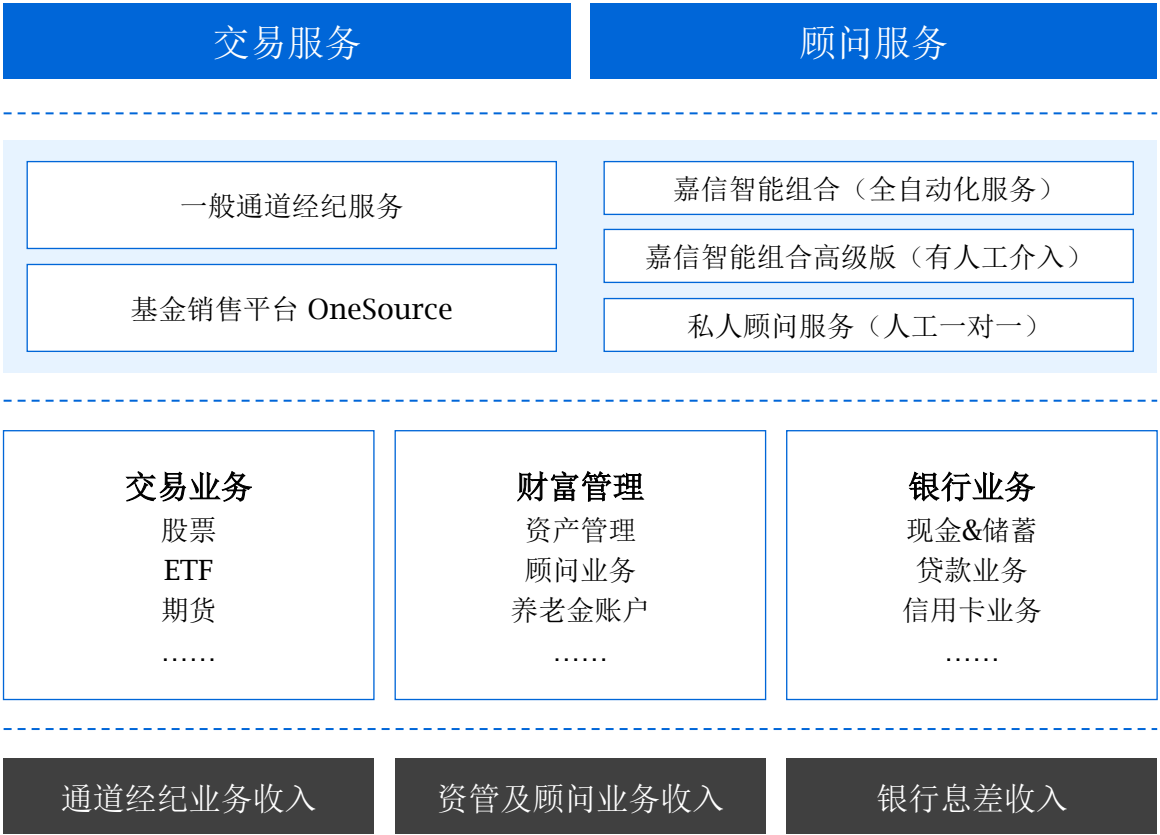 交易服务
顾问服务
一般通道经纪服务
基金销售平台 OneSource
嘉信智能组合（全自动化服务）
嘉信智能组合高级版（有人工介入）
私人顾问服务（人工一对一）
交易业务
股票
ETF
期货
……
财富管理
资产管理
顾问业务
养老金账户
……
银行业务
现金&储蓄
贷款业务
信用卡业务
……
通道经纪业务收入
资管及顾问业务收入
银行息差收入